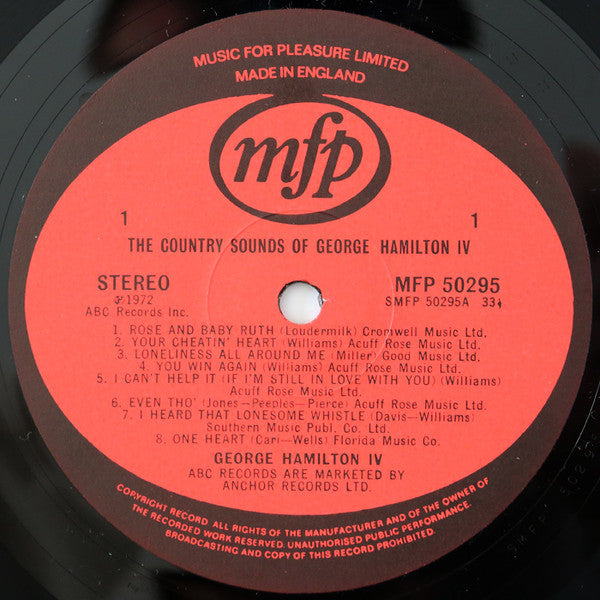 MUSIC FOR PLEASURE LIMITED
MADE IN ENGLAND
mfp
1 1
THE COUNTRY SOUNDS OF GEORGE HAMILTON IV
STEREO MFP 50295
℗ 1972 SMFP 50295A 33⅓
ABC Records Inc.
1. ROSE AND BABY RUTH (Loudermilk) Cromwell Music Ltd.
2. YOUR CHEATIN' HEART (Williams) Acuff Rose Music Ltd.
3. LONELINESS ALL AROUND ME (Miller) Good Music Ltd.
4. YOU WIN AGAIN (Williams) Acuff Rose Music Ltd.
5. I CAN'T HELP IT (IF I'M STILL IN LOVE WITH YOU) (Williams)
Acuff Rose Music Ltd.
6. EVEN THO' (Jones—Peeples—Pierce) Acuff Rose Music Ltd.
7. I HEARD THAT LONESOME WHISTLE (Davis—Williams)
Southern Music Publ. Co. Ltd.
8. ONE HEART (Cari—Wells) Florida Music Co.
GEORGE HAMILTON IV
ABC RECORDS ARE MARKETED BY
ANCHOR RECORDS LTD.
COPYRIGHT RECORD ALL RIGHTS OF THE MANUFACTURER AND OF THE OWNER OF
THE RECORDED WORK RESERVED. UNAUTHORISED PUBLIC PERFORMANCE.
BROADCASTING AND COPY OF THIS RECORD PROHIBITED.